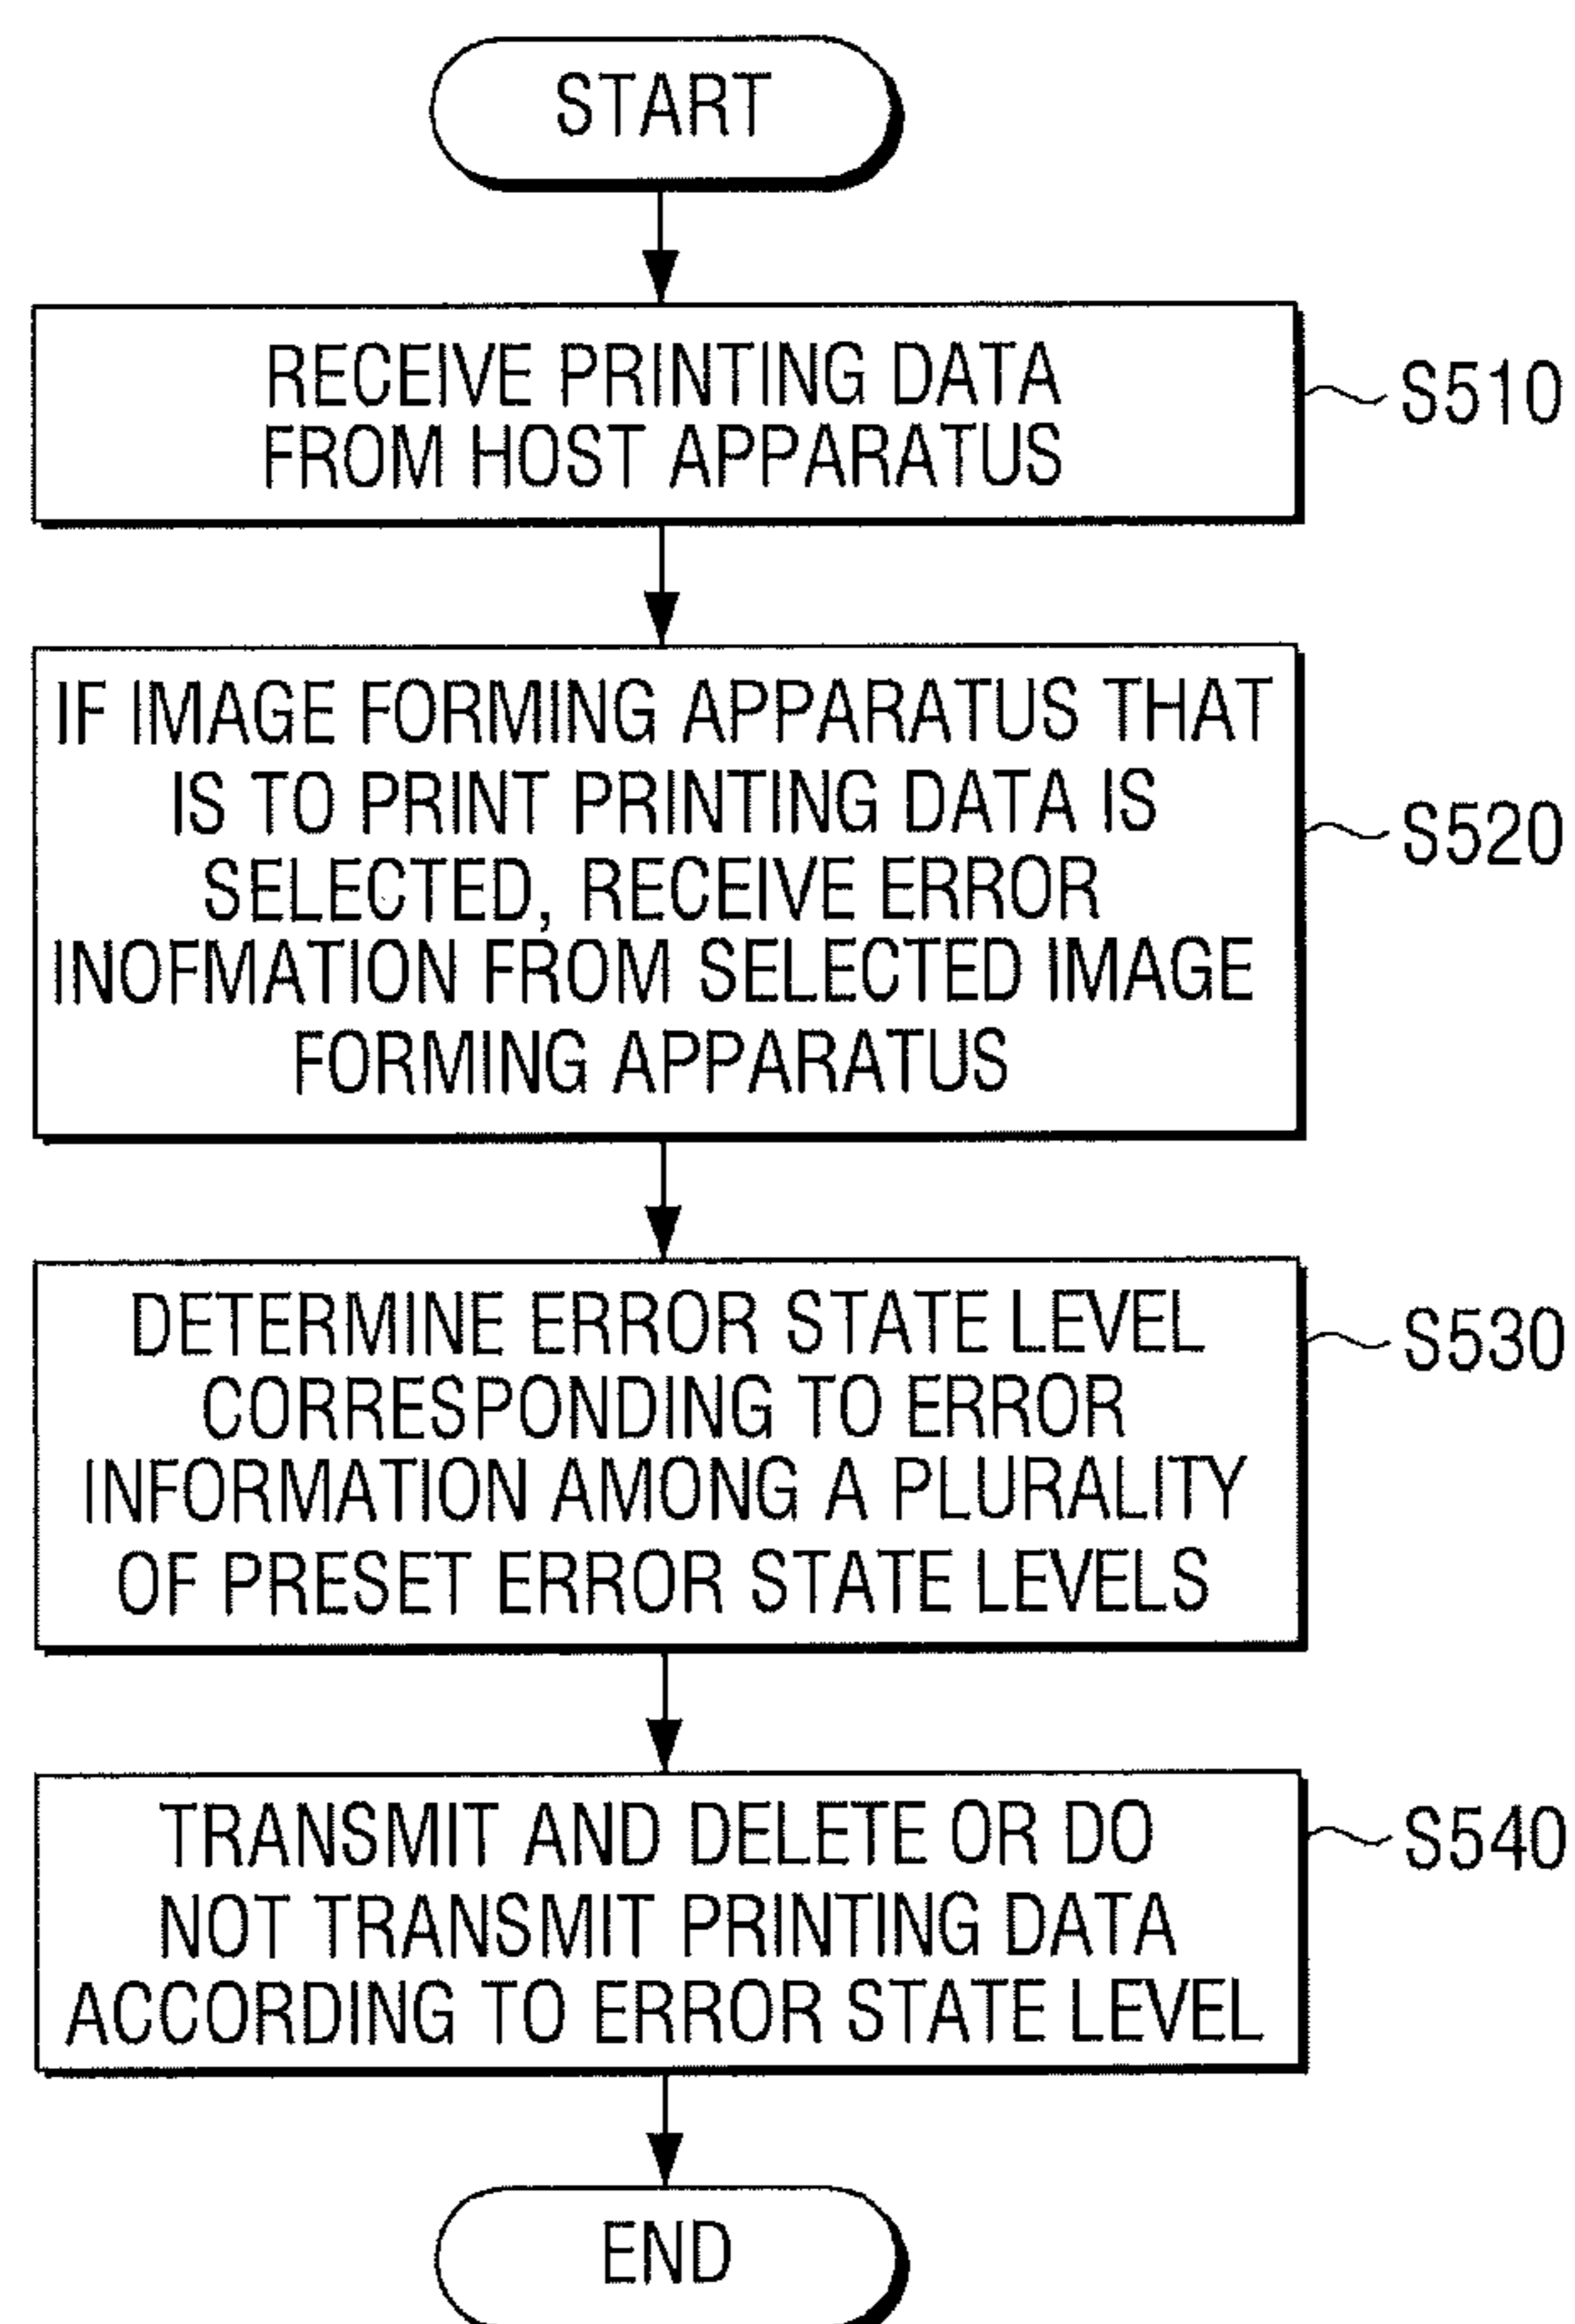 START
RECEIVE PRINTING DATA
FROM HOST APPARATUS
S510
IF IMAGE FORMING APPARATUS THAT
IS TO PRINT PRINTING DATA IS
SELECTED, RECEIVE ERROR
INOFMATION FROM SELECTED IMAGE
FORMING APPARATUS
S520
DETERMINE ERROR STATE LEVEL
CORRESPONDING TO ERROR
INFORMATION AMONG A PLURALITY
OF PRESET ERROR STATE LEVELS
S530
TRANSMIT AND DELETE OR DO
NOT TRANSMIT PRINTING DATA
ACCORDING TO ERROR STATE LEVEL
S540
END